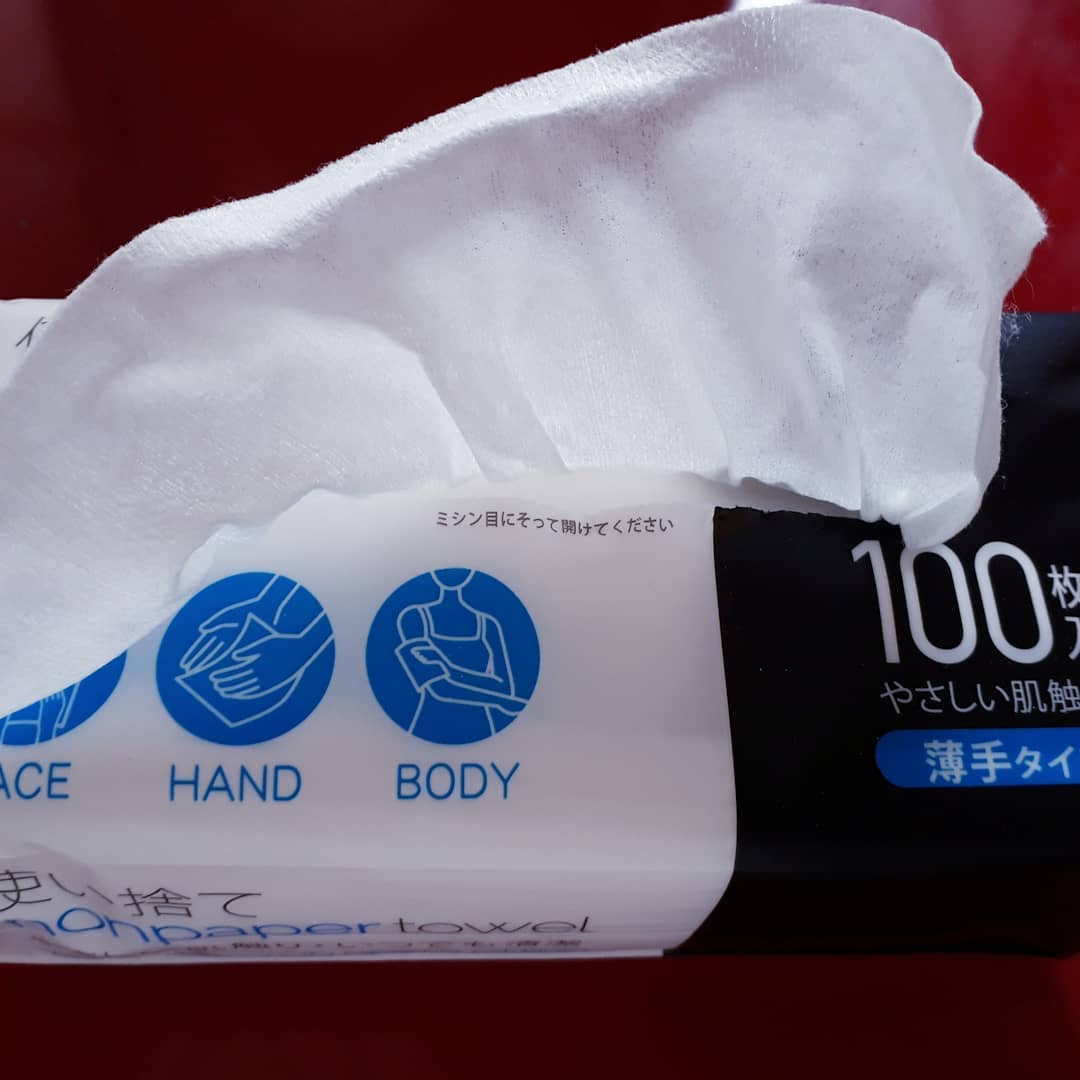 ミシン目にそって開けてください
100枚
やさしい肌触
薄手タイ
ACE
HAND
BODY
使い捨て
nonpaper towel